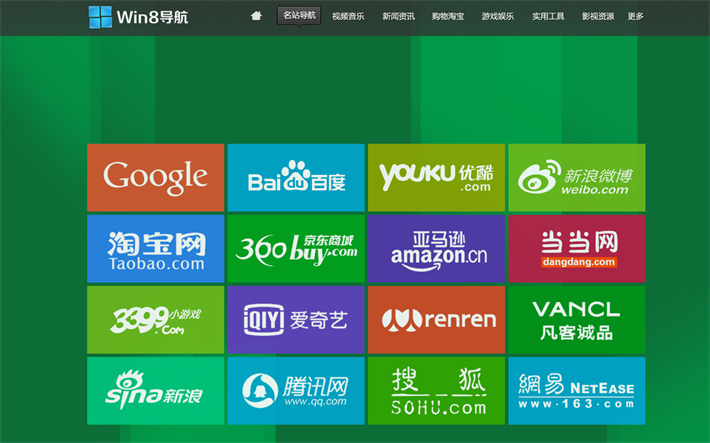 Win8导航
名站导航
视频音乐
新闻资讯
购物淘宝
游戏娱乐
实用工具
影视资源
更多
Google
Bai du 百度
YOUKU 优酷
.com
新浪微博
weibo.com
淘宝网
Taobao.com
360buy.com
京东商城
亚马逊
amazon.cn
当当网
dangdang.com
3399小游戏
.Com
iQIYI 爱奇艺
renren
VANCL
凡客诚品
sina新浪
腾讯网
www.qq.com
搜狐
SOHU.com
網易 NETEASE
www.163.com